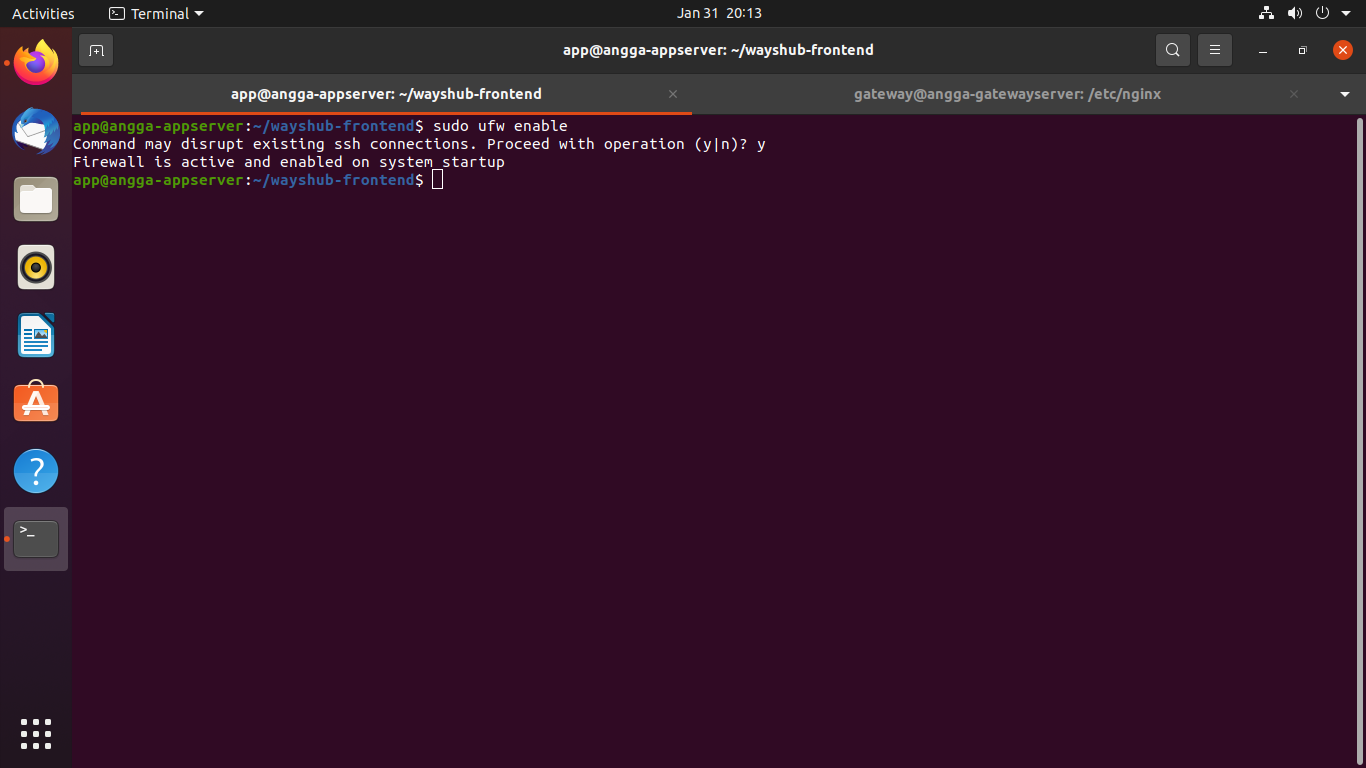 Activities
Terminal
Jan 31 20:13
app@angga-appserver: ~/wayshub-frontend
app@angga-appserver: ~/wayshub-frontend
gateway@angga-gatewayserver: /etc/nginx
app@angga-appserver:~/wayshub-frontend$ sudo ufw enable
Command may disrupt existing ssh connections. Proceed with operation (y|n)? y
Firewall is active and enabled on system startup
app@angga-appserver:~/wayshub-frontend$